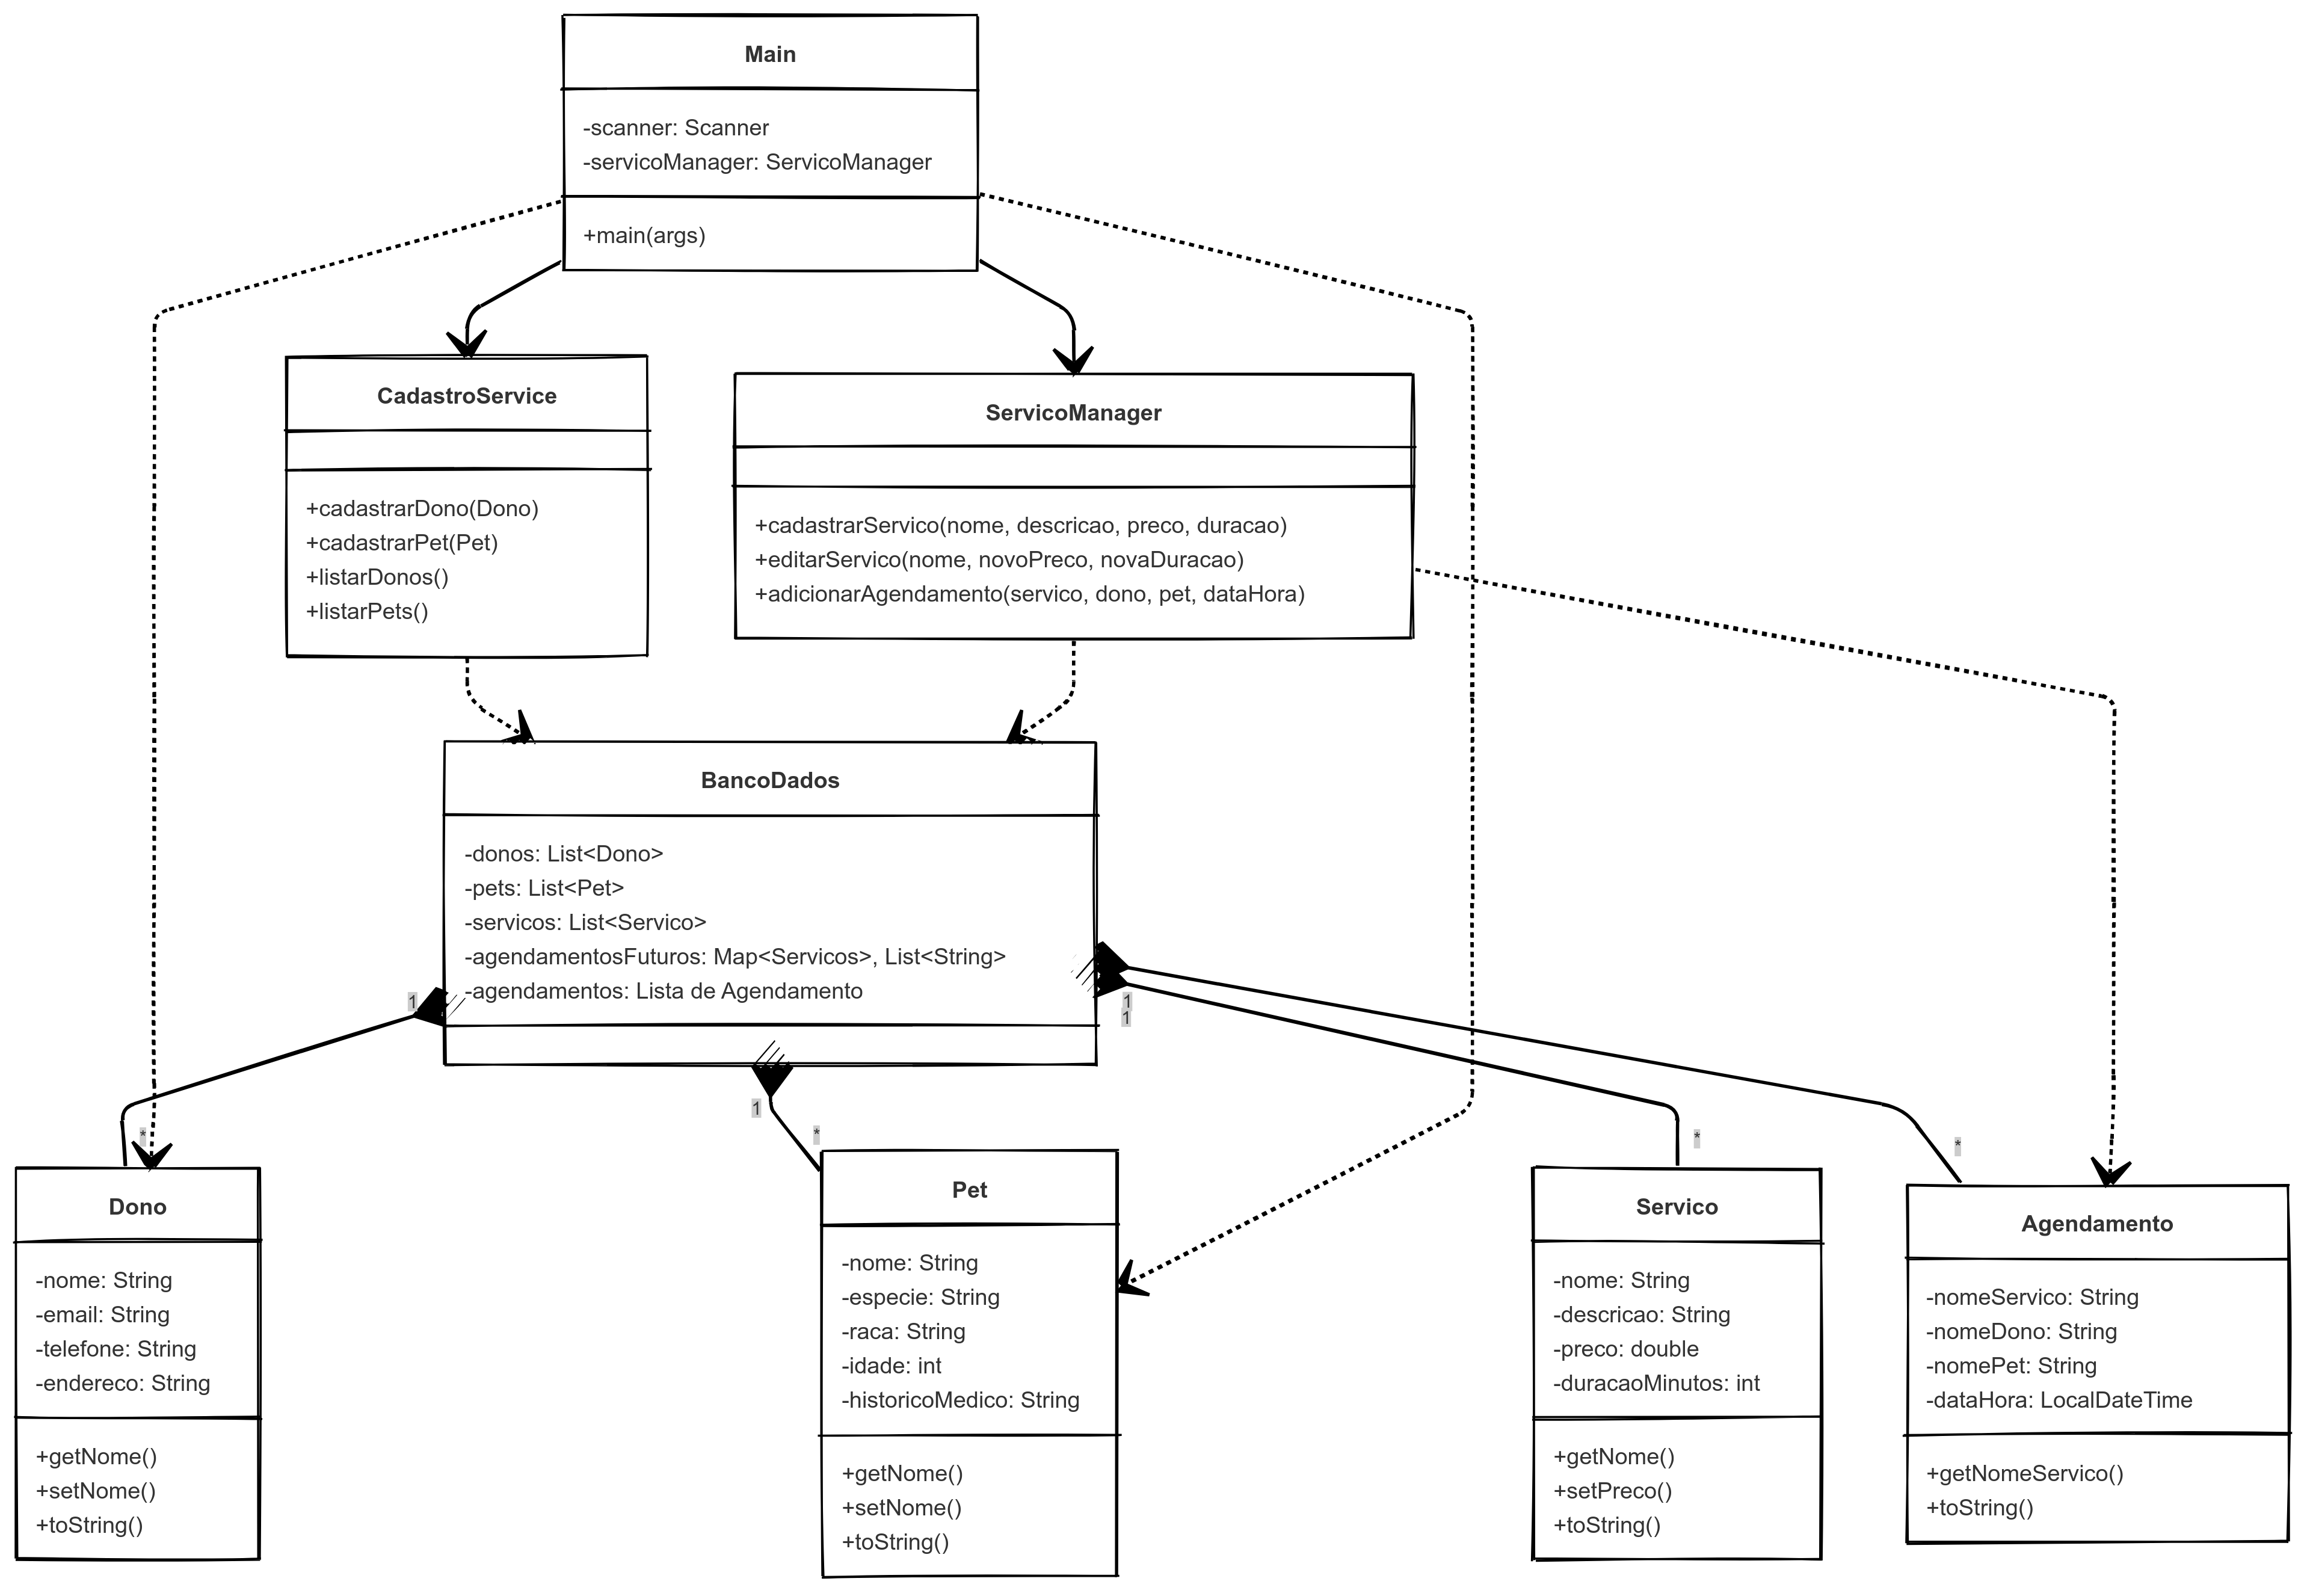 Main
-scanner: Scanner
-servicoManager: ServicoManager
+main(args)
CadastroService
+cadastrarDono(Dono)
+cadastrarPet(Pet)
+listarDonos()
+listarPets()
ServicoManager
+cadastrarServico(nome, descricao, preco, duracao)
+editarServico(nome, novoPreco, novaDuracao)
+adicionarAgendamento(servico, dono, pet, dataHora)
BancoDados
-donos: List<Dono>
-pets: List<Pet>
-servicos: List<Servico>
-agendamentosFuturos: Map<Servicos>, List<String>
-agendamentos: Lista de Agendamento
1
1
1
1
*
*
*
*
Dono
-nome: String
-email: String
-telefone: String
-endereco: String
+getNome()
+setNome()
+toString()
Pet
-nome: String
-especie: String
-raca: String
-idade: int
-historicoMedico: String
+getNome()
+setNome()
+toString()
Servico
-nome: String
-descricao: String
-preco: double
-duracaoMinutos: int
+getNome()
+setPreco()
+toString()
Agendamento
-nomeServico: String
-nomeDono: String
-nomePet: String
-dataHora: LocalDateTime
+getNomeServico()
+toString()